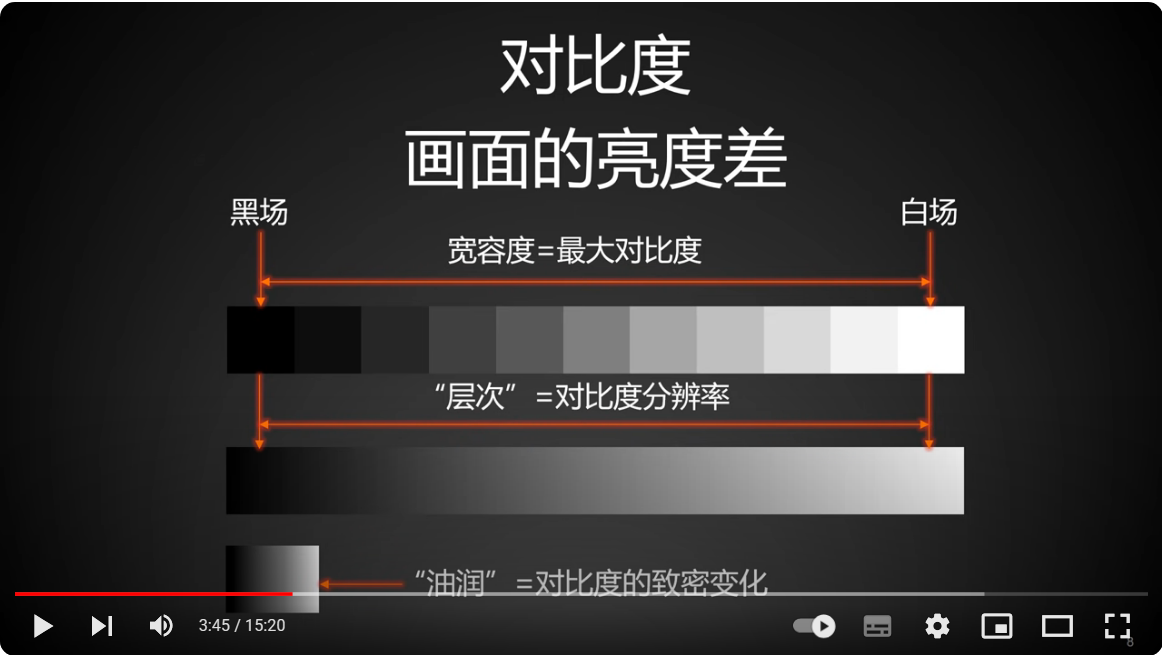 对比度
画面的亮度差
黑场
白场
宽容度=最大对比度
“层次” =对比度分辨率
“油润” =对比度的致密变化
3:45 / 15:20
8